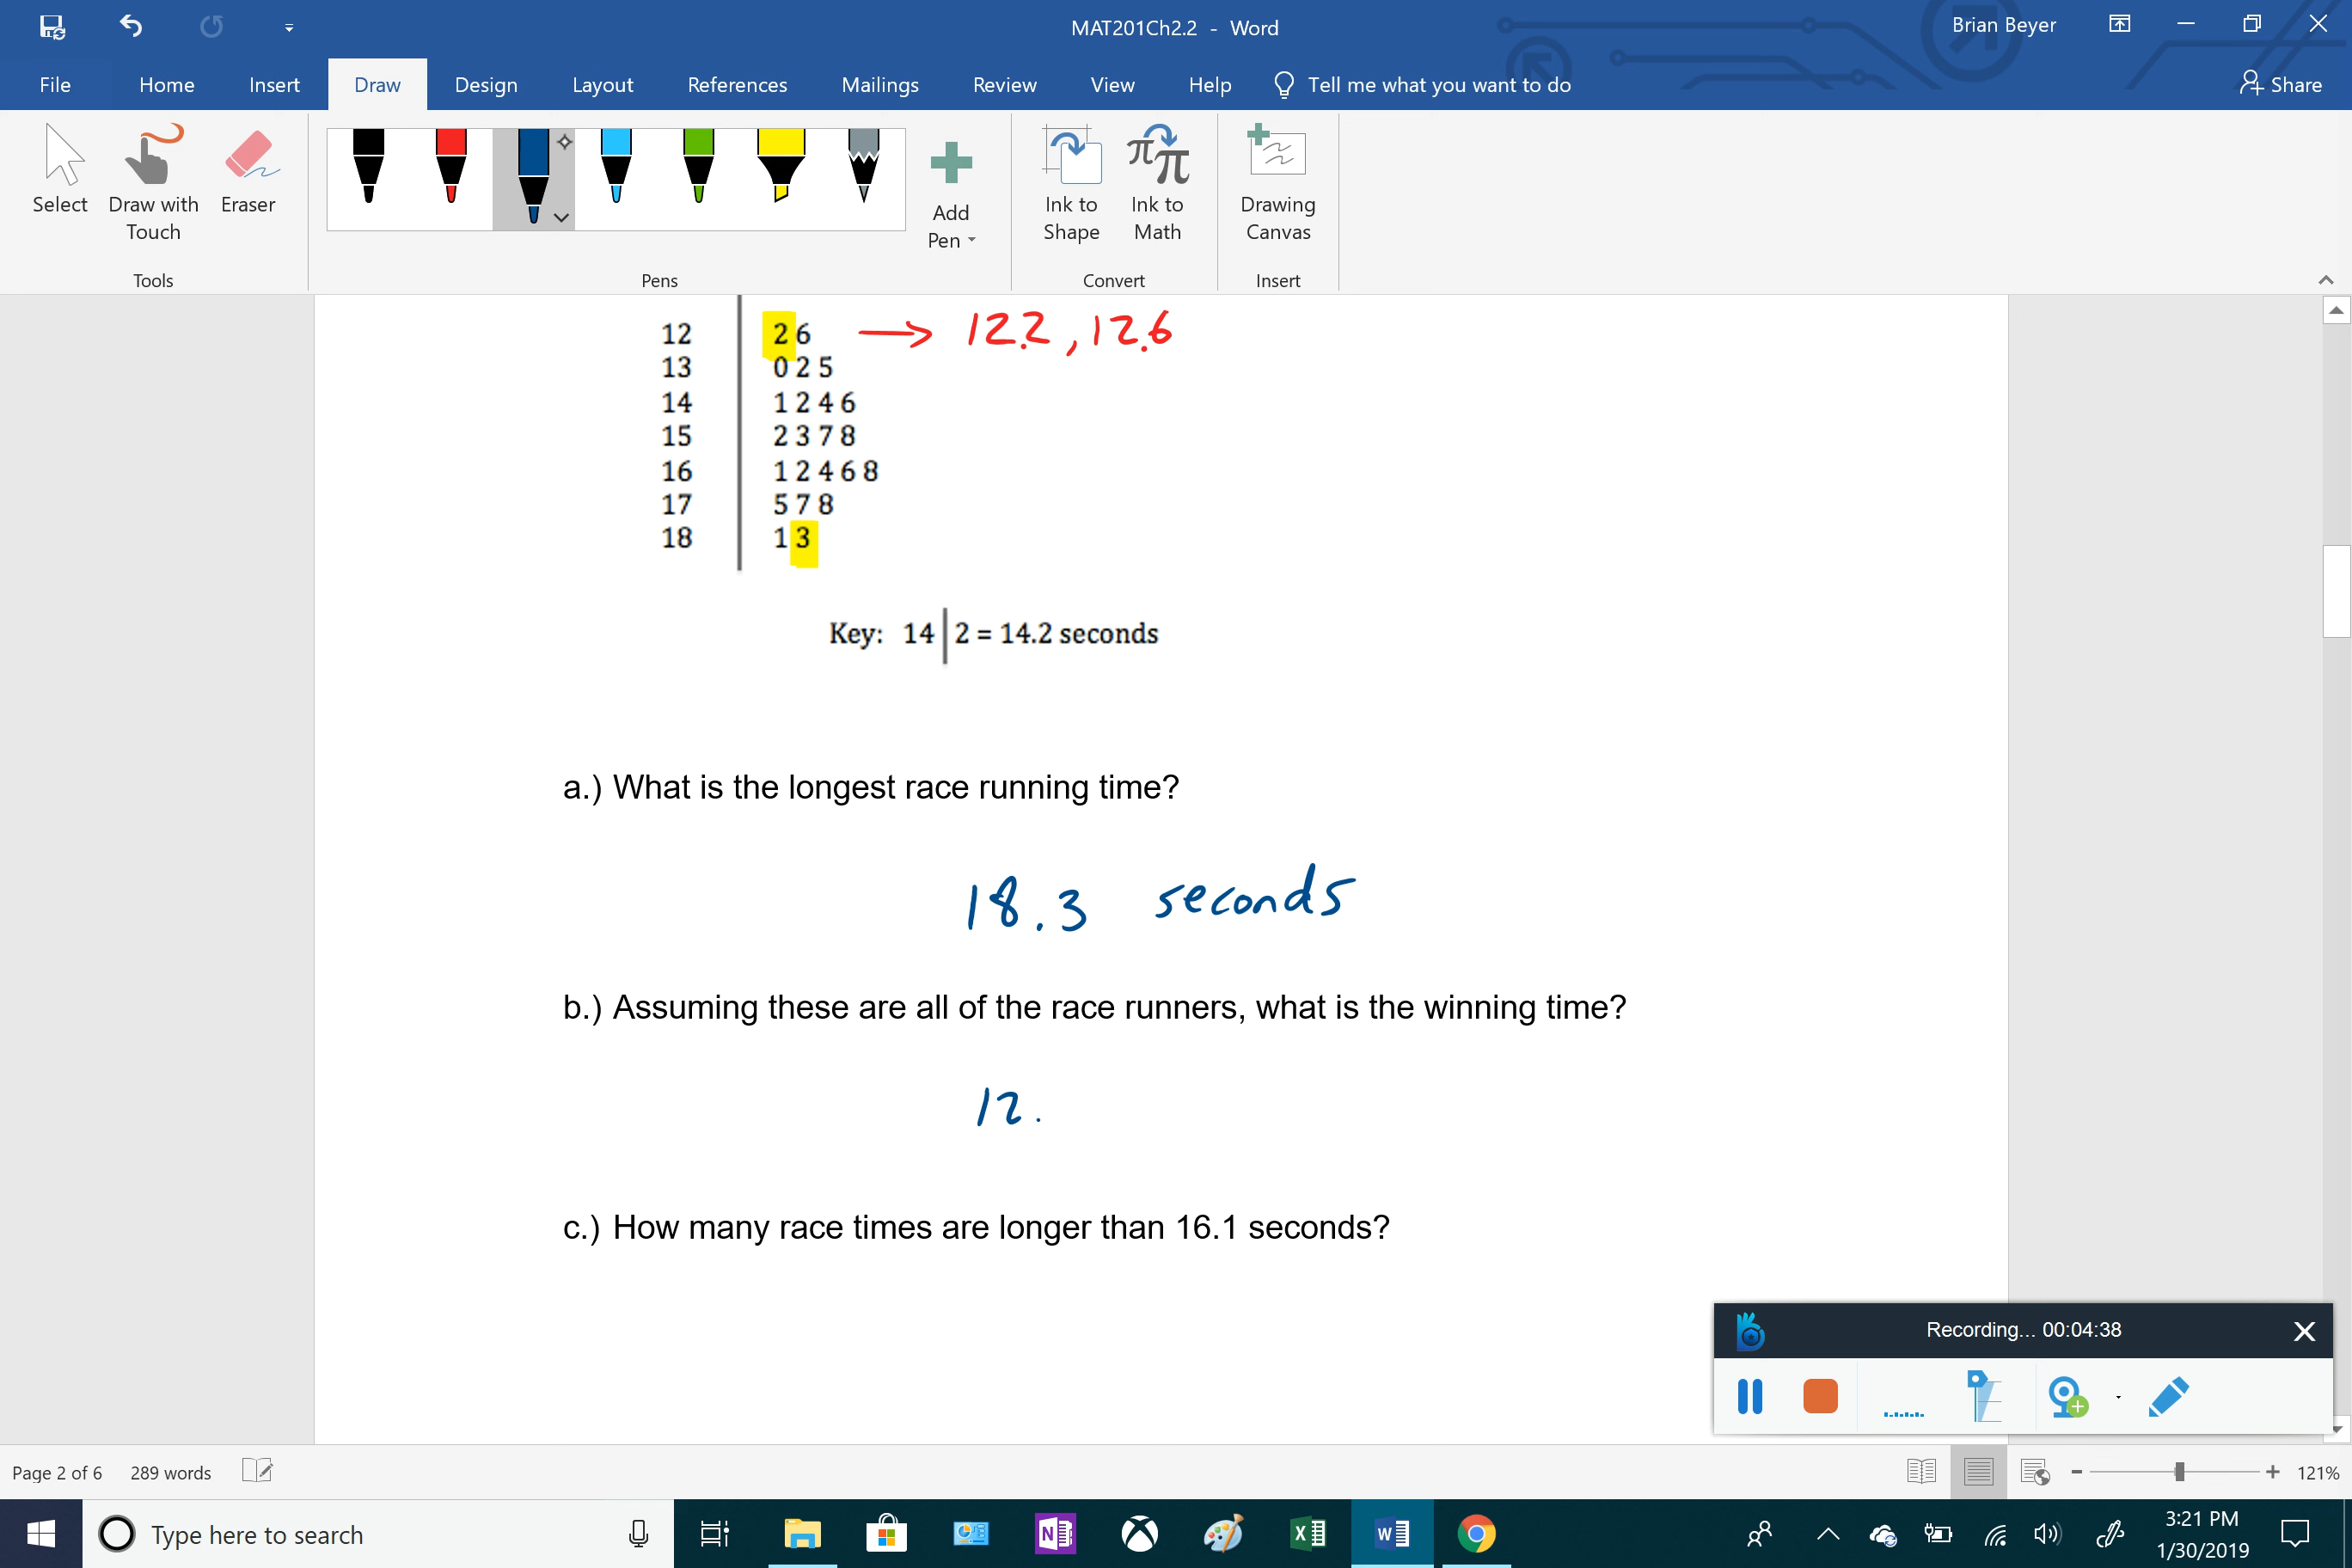 MAT201Ch2.2 - Word
Brian Beyer
File Home Insert Draw Design Layout References Mailings Review View Help Tell me what you want to do Share
Select Draw with Touch Eraser
Add Pen
Ink to Shape Ink to Math
Drawing Canvas
Tools Pens Convert Insert
12 2 6 → 12.2, 12.6
13 0 2 5
14 1 2 4 6
15 2 3 7 8
16 1 2 4 6 8
17 5 7 8
18 1 3
Key: 14 | 2 = 14.2 seconds
a.) What is the longest race running time?
18.3 seconds
b.) Assuming these are all of the race runners, what is the winning time?
12.
c.) How many race times are longer than 16.1 seconds?
Recording... 00:04:38
Page 2 of 6 289 words 121%
Type here to search
3:21 PM
1/30/2019